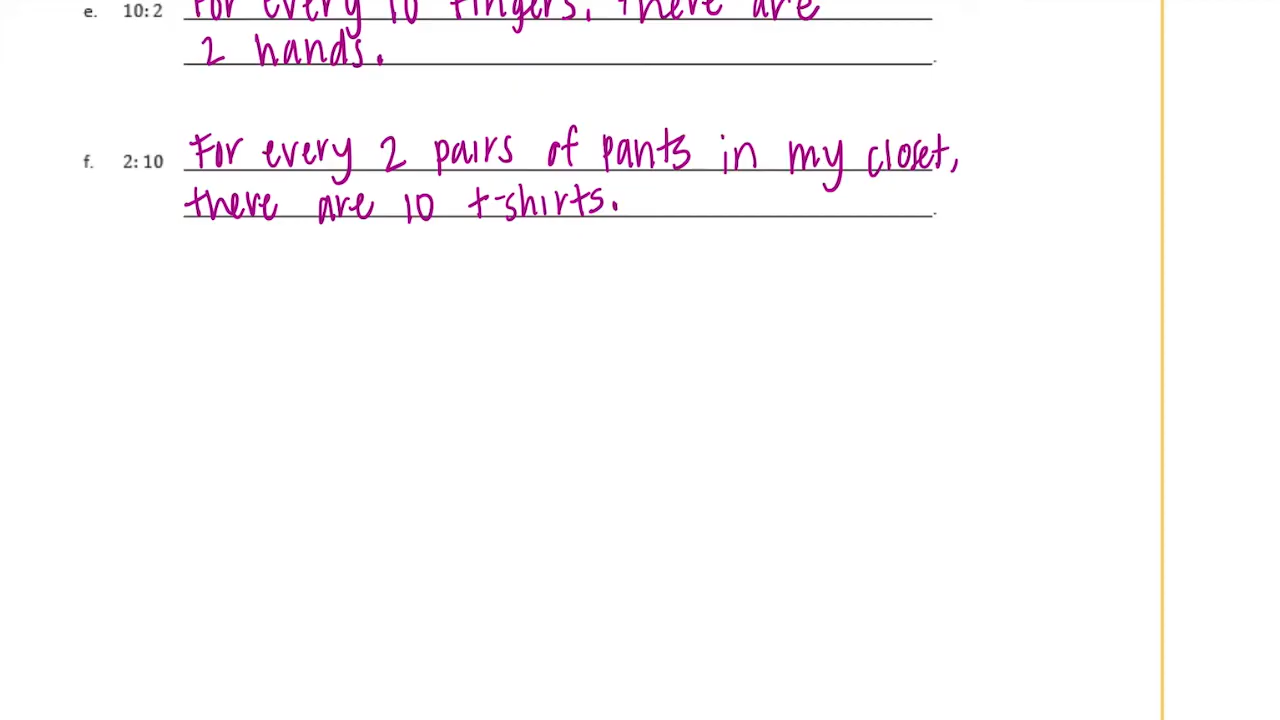 e. 10:2 For every 10 fingers, there are
2 hands.
f. 2:10 For every 2 pairs of pants in my closet,
there are 10 t-shirts.